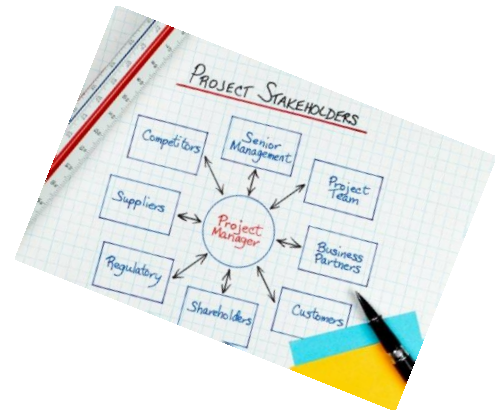 Project Stakeholders
Competitors
Senior
Management
Project
Team
Suppliers
Project
Manager
Business
Partners
Regulatory
Shareholders
Customers